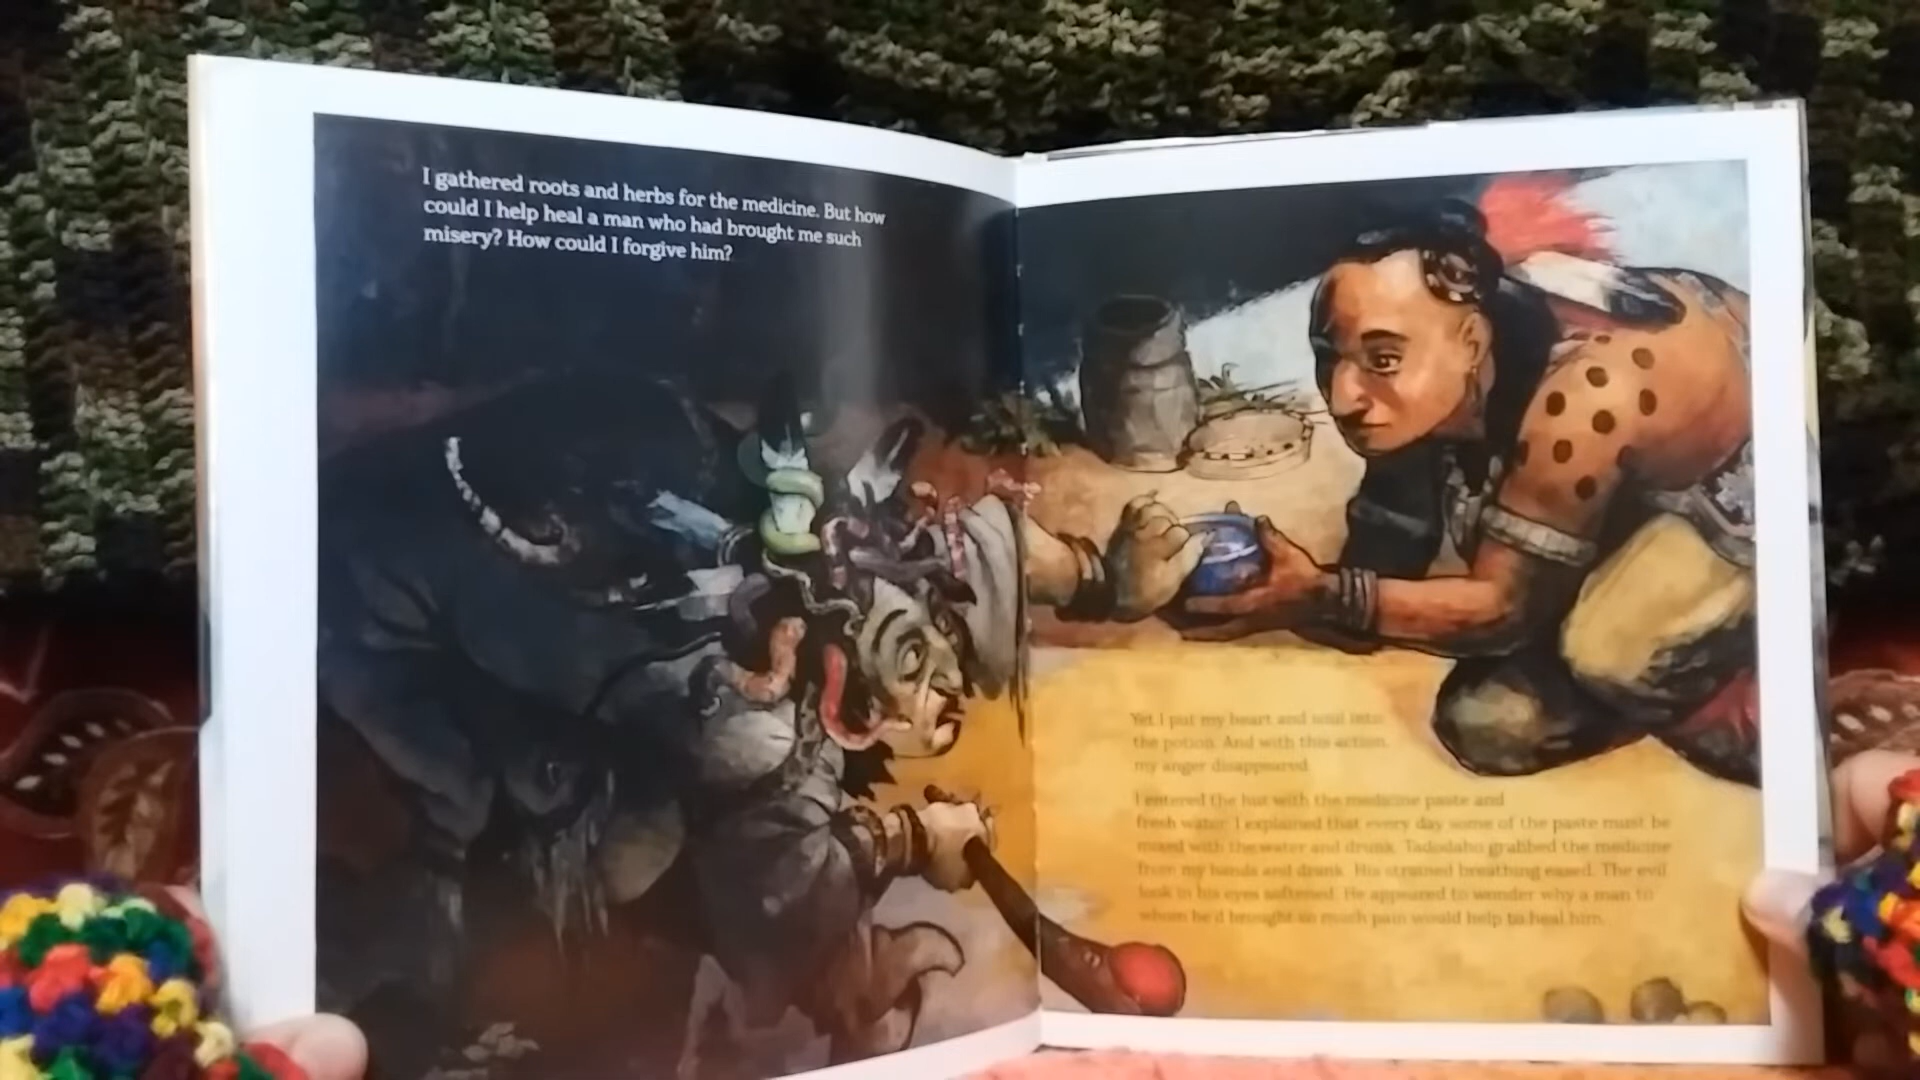 I gathered roots and herbs for the medicine. But how
could I help heal a man who had brought me such
misery? How could I forgive him?
Yet I put my heart and soul into
the potion. And with this action,
my anger disappeared.
I entered the hut with the medicine paste and
fresh water. I explained that every day some of the paste must be
mixed with the water and drunk. Tadodaho grabbed the medicine
from my hands and drank. His strained breathing eased. The evil
look in his eyes softened. He appeared to wonder why a man to
whom he'd brought so much pain would help to heal him.